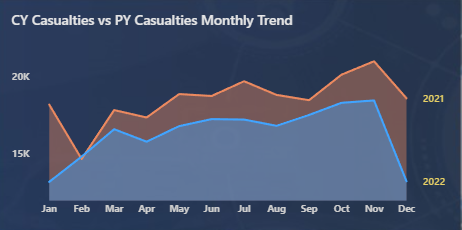 CY Casualties vs PY Casualties Monthly Trend
20K
2021
15K
2022
Jan Feb Mar Apr May Jun Jul Aug Sep Oct Nov Dec